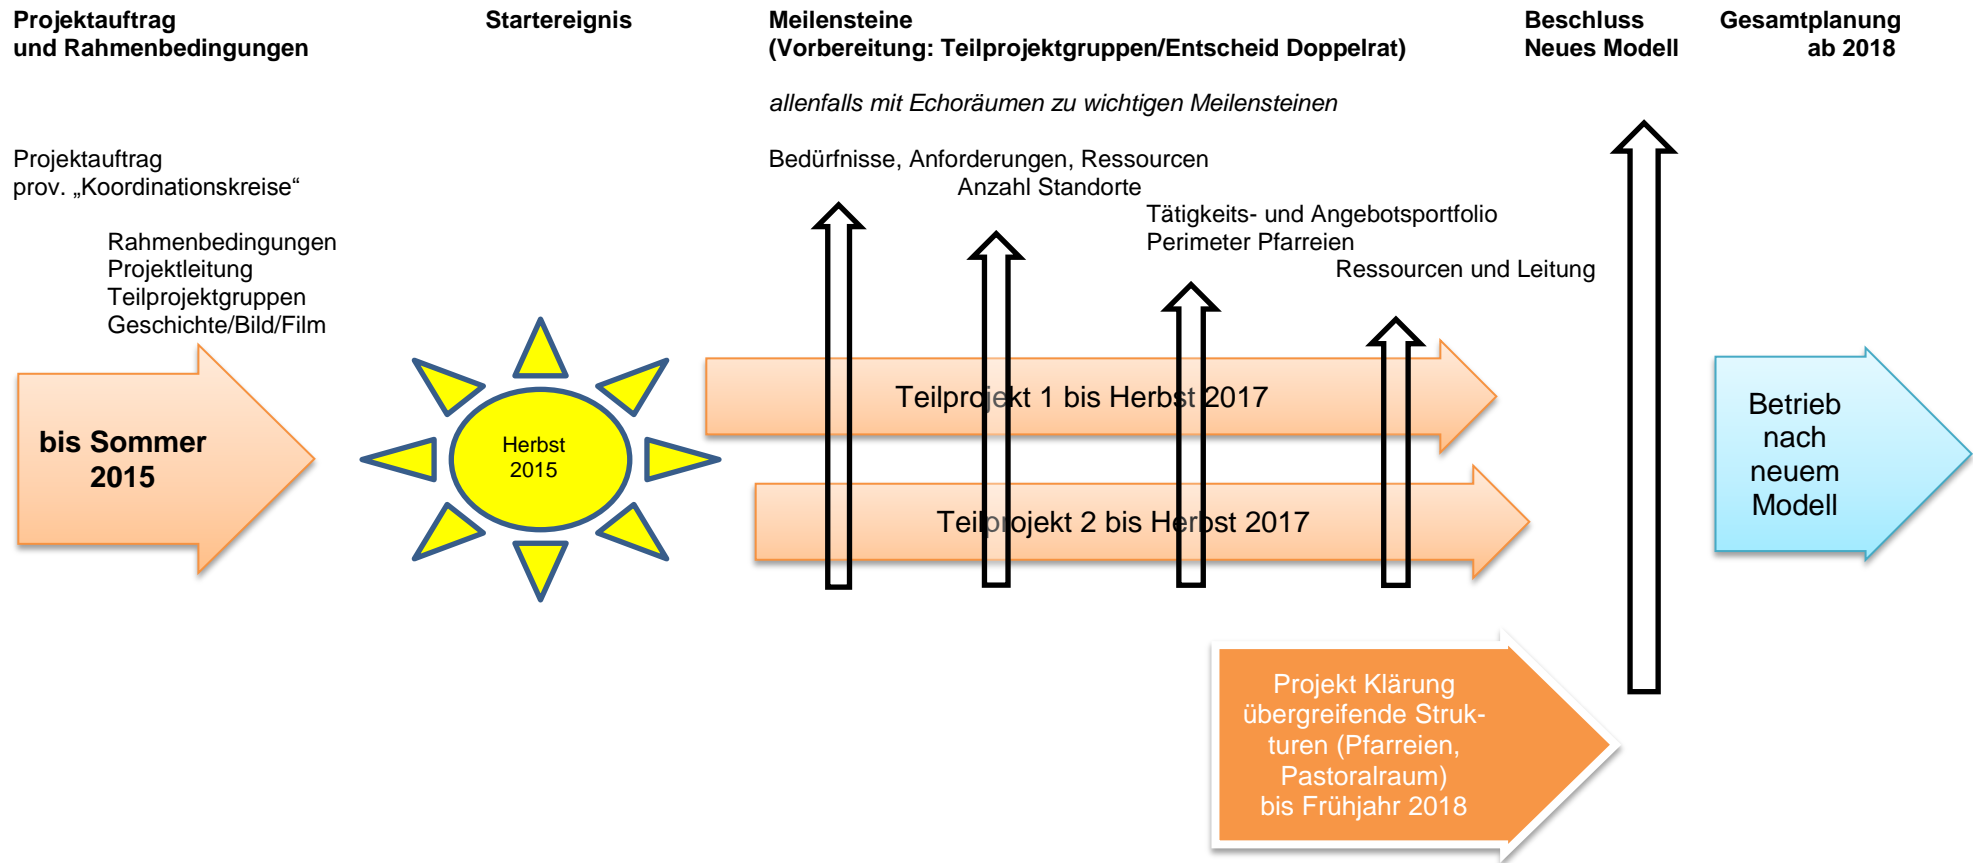 Projektauftrag
und Rahmenbedingungen
Startereignis
Meilensteine
(Vorbereitung: Teilprojektgruppen/Entscheid Doppelrat)
Beschluss
Neues Modell
Gesamtplanung
ab 2018
allenfalls mit Echoräumen zu wichtigen Meilensteinen
Projektauftrag
prov. „Koordinationskreise“
Rahmenbedingungen
Projektleitung
Teilprojektgruppen
Geschichte/Bild/Film
Bedürfnisse, Anforderungen, Ressourcen
Anzahl Standorte
Tätigkeits- und Angebotsportfolio
Perimeter Pfarreien
Ressourcen und Leitung
bis Sommer
2015
Herbst
2015
Teilprojekt 1 bis Herbst 2017
Teilprojekt 2 bis Herbst 2017
Betrieb
nach
neuem
Modell
Projekt Klärung
übergreifende Struk-
turen (Pfarreien,
Pastoralraum)
bis Frühjahr 2018